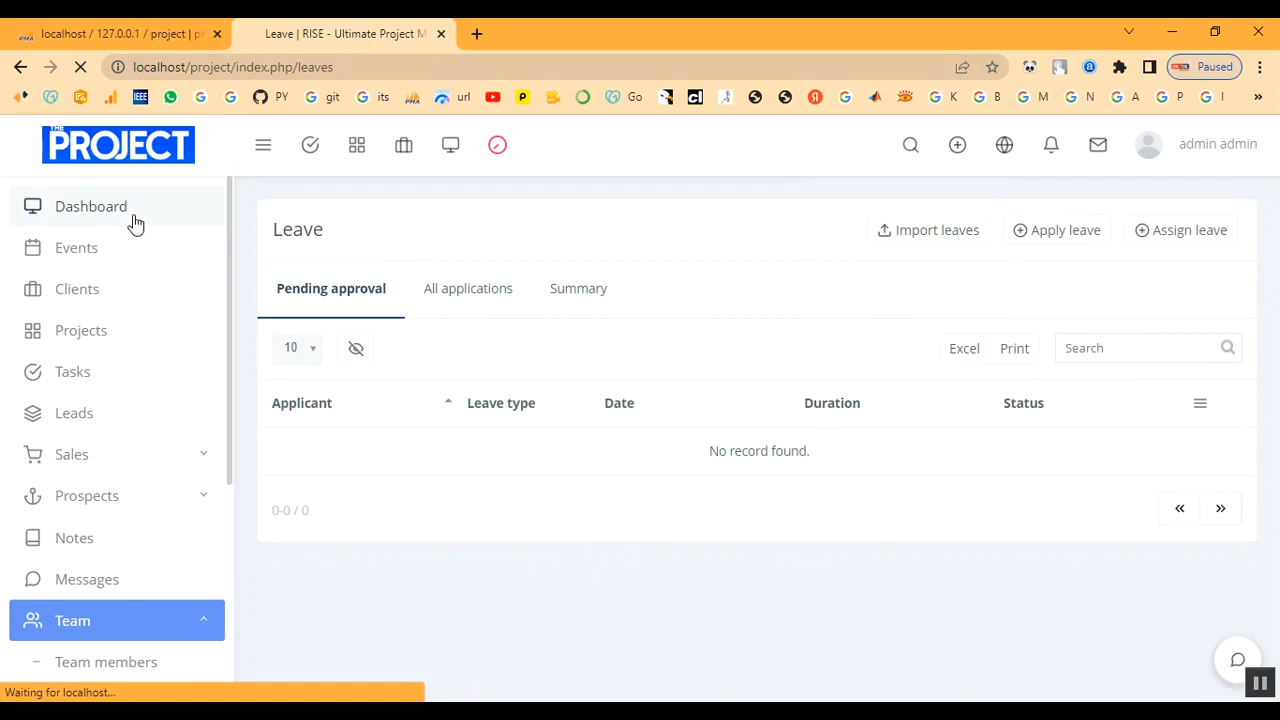 localhost / 127.0.0.1 / project | p
Leave | RISE - Ultimate Project M
localhost/project/index.php/leaves
Paused
IEEE
PY
git
its
url
Go
K
B
M
N
A
P
I
THE
PROJECT
admin admin
Dashboard
Events
Clients
Projects
Tasks
Leads
Sales
Prospects
Notes
Messages
Team
Team members
Leave
Import leaves
Apply leave
Assign leave
Pending approval
All applications
Summary
10
Excel
Print
Search
Applicant
Leave type
Date
Duration
Status
No record found.
0-0 / 0
Waiting for localhost...